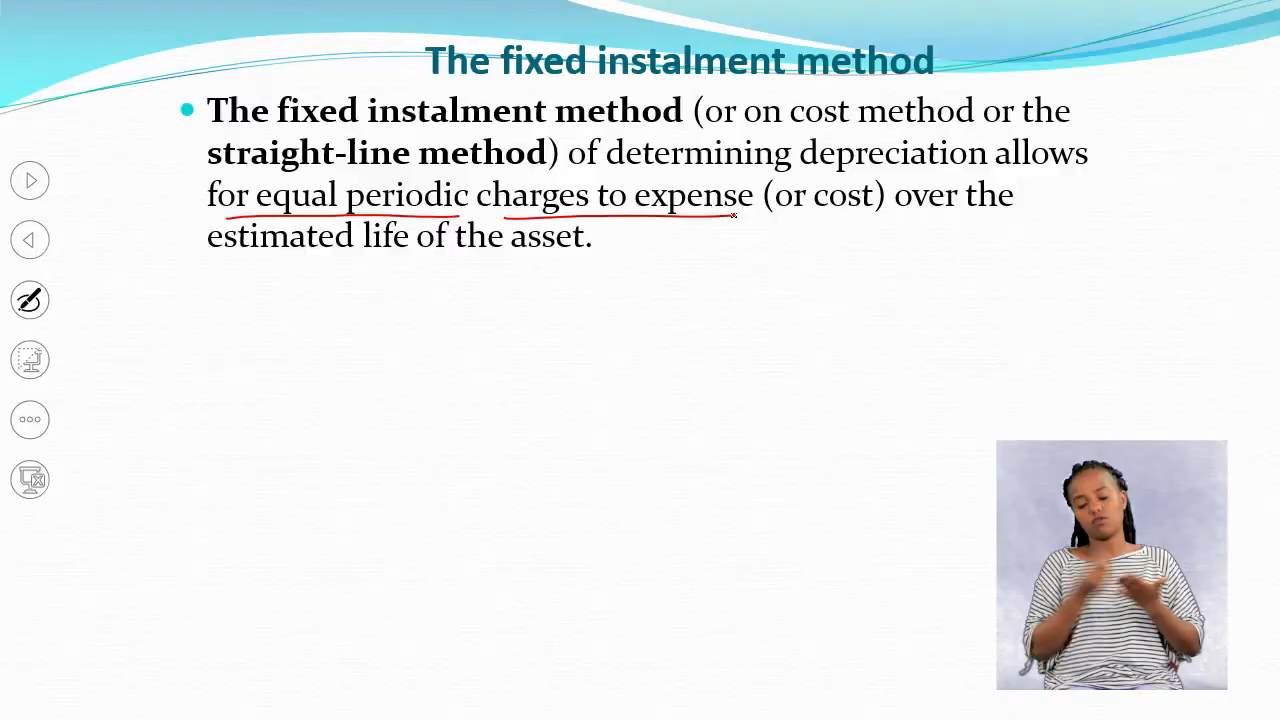 The fixed instalment method
• The fixed instalment method (or on cost method or the
straight-line method) of determining depreciation allows
for equal periodic charges to expense (or cost) over the
estimated life of the asset.